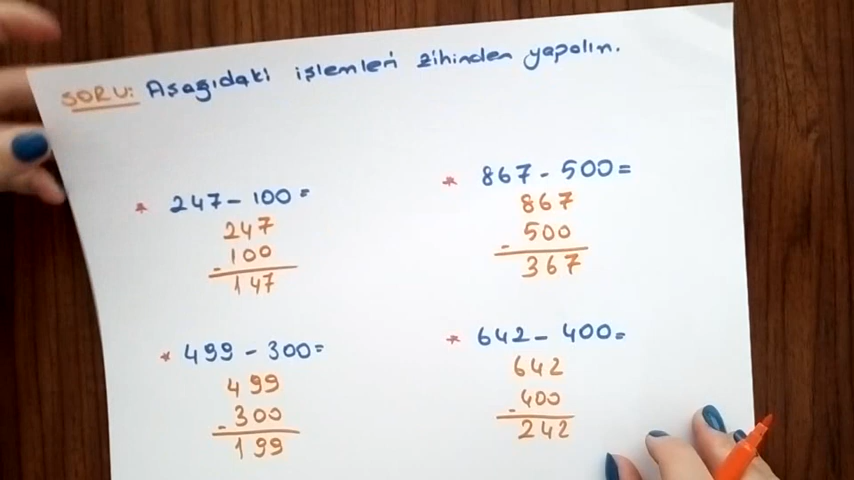 SORU: Aşağıdaki işlemleri zihinden yapalım.
* 247 - 100 =
247
- 100
147
* 867 - 500 =
867
- 500
367
* 499 - 300 =
499
- 300
199
* 642 - 400 =
642
- 400
242